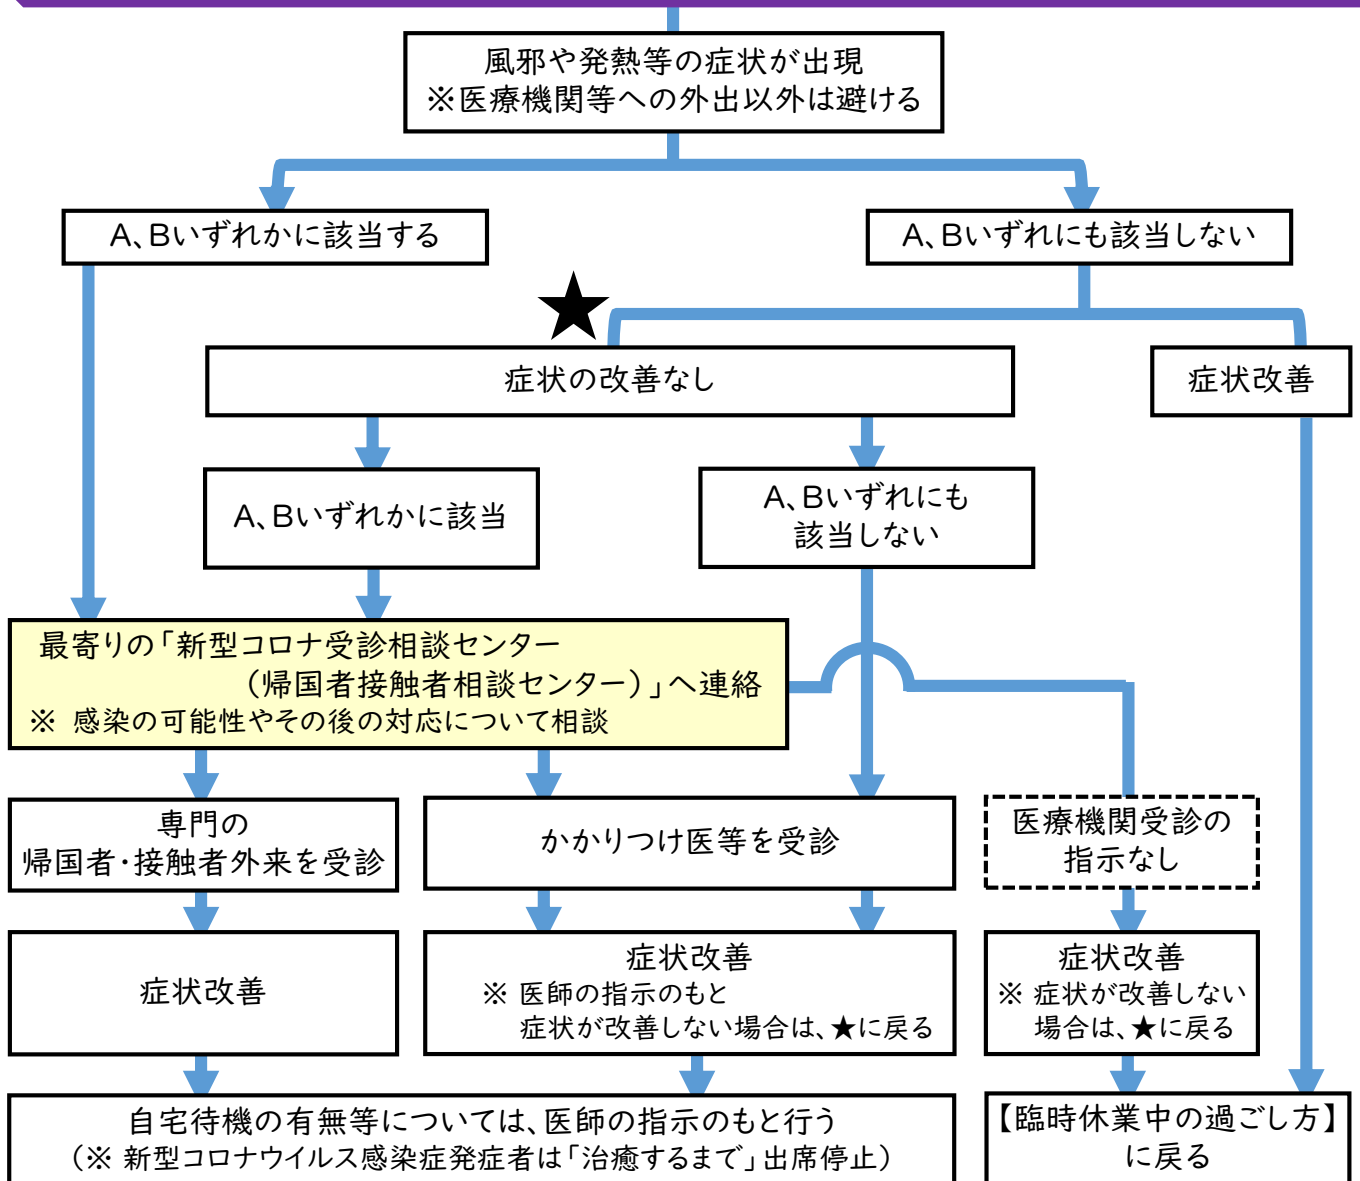 風邪や発熱等の症状が出現
※医療機関等への外出以外は避ける
A、Bいずれかに該当する
A、Bいずれにも該当しない
★
症状の改善なし
症状改善
A、Bいずれかに該当
A、Bいずれにも
該当しない
最寄りの「新型コロナ受診相談センター
(帰国者接触者相談センター)」へ連絡
※ 感染の可能性やその後の対応について相談
専門の
帰国者・接触者外来を受診
かかりつけ医等を受診
医療機関受診の
指示なし
症状改善
症状改善
※ 医師の指示のもと
症状が改善しない場合は、★に戻る
症状改善
※ 症状が改善しない
場合は、★に戻る
自宅待機の有無等については、医師の指示のもと行う
(※ 新型コロナウイルス感染症発症者は「治癒するまで」出席停止)
【臨時休業中の過ごし方】
に戻る